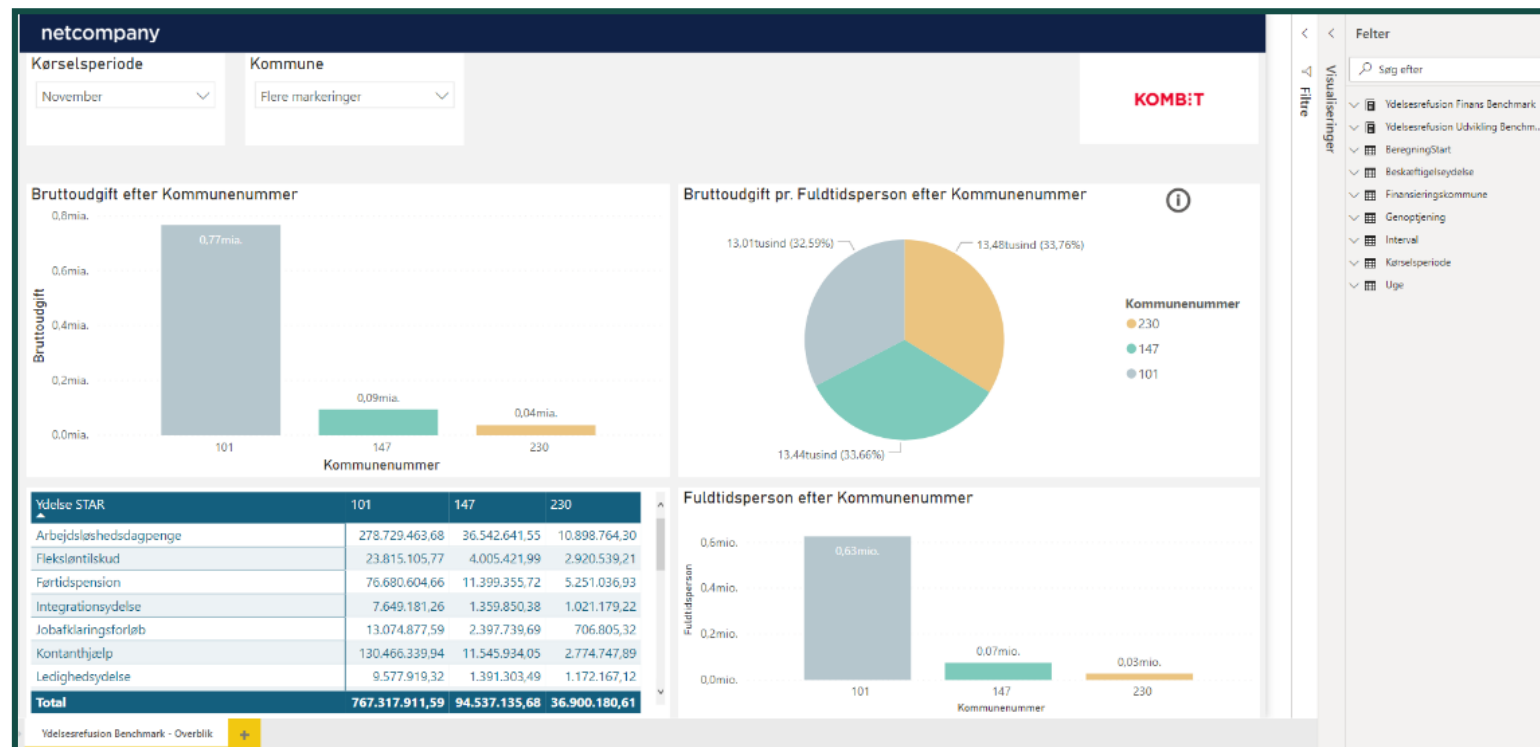 netcompany
Kørselsperiode
November
Kommune
Flere markeringer
KOMB:T
Bruttoudgift efter Kommunenummer
0,8mia.
0,6mia.
0,4mia.
0,2mia.
0,0mia.
Bruttoudgift
0,77mia.
0,09mia.
0,04mia.
101 147 230
Kommunenummer
Bruttoudgift pr. Fuldtidsperson efter Kommunenummer
13.01tusind (32.59%)
13,48tusind (33,76%)
13.44tusind (33.66%)
Kommunenummer
230
147
101
Ydelse STAR 101 147 230
Arbejdsløshedsdagpenge 278.729.463,68 36.542.641,55 10.898.764,30
Fleksløntilskud 23.815.105,77 4.005.421,99 2.920.539,21
Førtidspension 76.680.604,66 11.399.355,72 5.251.036,93
Integrationsydelse 7.649.181,26 1.359.850,38 1.021.179,22
Jobafklaringsforløb 13.074.877,59 2.397.739,69 706.805,32
Kontanthjælp 130.466.339,94 11.545.934,05 2.774.747,89
Ledighedsydelse 9.577.919,32 1.391.303,49 1.172.167,12
Total 767.317.911,59 94.537.135,68 36.900.180,61
Fuldtidsperson efter Kommunenummer
0,6mio.
0,4mio.
0,2mio.
0,0mio.
Fuldtidsperson
0,63mio.
0.07mio.
0,03mio.
101 147 230
Kommunenummer
Ydelsesrefusion Benchmark - Overblik
+
Filtre
Visualiseringer
Felter
Søg efter
Ydelsesrefusion Finans Benchmark
Ydelsesrefusion Udvikling Benchm...
BeregningStart
Beskæftigelseydelse
Finansieringskommune
Genoptjening
Interval
Kørselsperiode
Uge